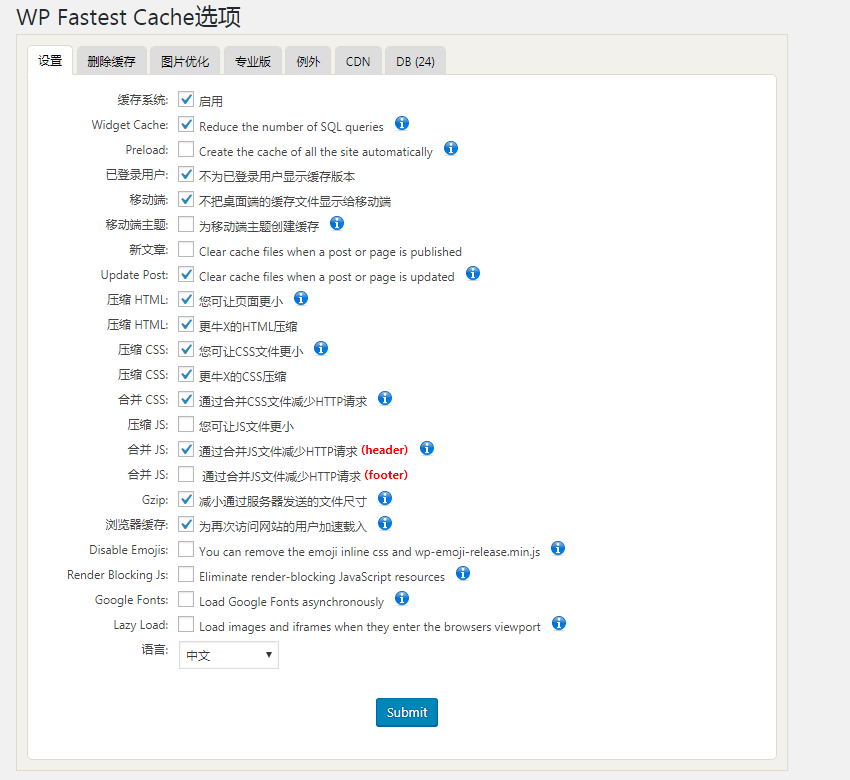 WP Fastest Cache选项
设置 删除缓存 图片优化 专业版 例外 CDN DB (24)
缓存系统: 启用
Widget Cache: Reduce the number of SQL queries
Preload: Create the cache of all the site automatically
已登录用户: 不为已登录用户显示缓存版本
移动端: 不把桌面端的缓存文件显示给移动端
移动端主题: 为移动端主题创建缓存
新文章: Clear cache files when a post or page is published
Update Post: Clear cache files when a post or page is updated
压缩 HTML: 您可让页面更小
压缩 HTML: 更牛X的HTML压缩
压缩 CSS: 您可让CSS文件更小
压缩 CSS: 更牛X的CSS压缩
合并 CSS: 通过合并CSS文件减少HTTP请求
压缩 JS: 您可让JS文件更小
合并 JS: 通过合并JS文件减少HTTP请求 (header)
合并 JS: 通过合并JS文件减少HTTP请求 (footer)
Gzip: 减小通过服务器发送的文件尺寸
浏览器缓存: 为再次访问网站的用户加速载入
Disable Emojis: You can remove the emoji inline css and wp-emoji-release.min.js
Render Blocking Js: Eliminate render-blocking JavaScript resources
Google Fonts: Load Google Fonts asynchronously
Lazy Load: Load images and iframes when they enter the browsers viewport
语言: 中文
Submit